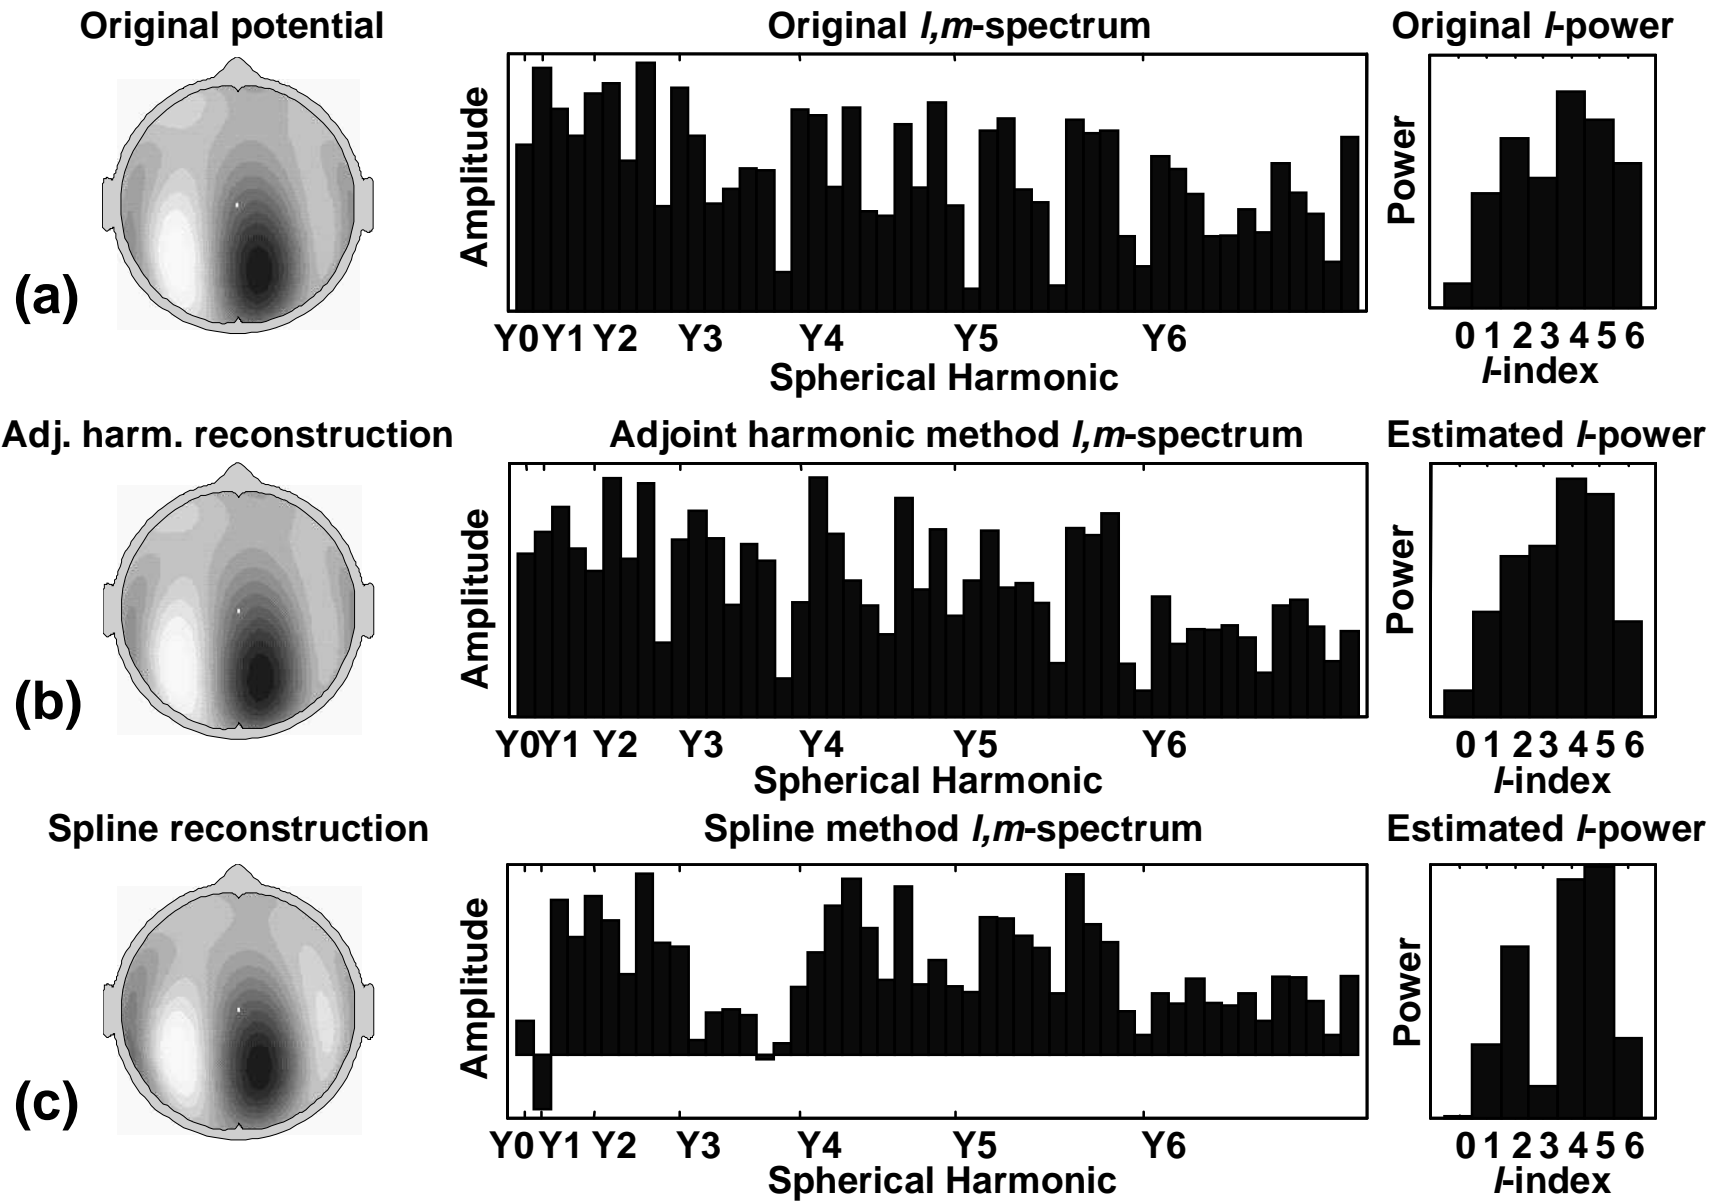 Original potential
Original l,m-spectrum
Original l-power
(a)
Amplitude
Power
Y0 Y1 Y2 Y3 Y4 Y5 Y6
Spherical Harmonic
0 1 2 3 4 5 6
l-index
Adj. harm. reconstruction
Adjoint harmonic method l,m-spectrum
Estimated l-power
(b)
Amplitude
Power
Y0 Y1 Y2 Y3 Y4 Y5 Y6
Spherical Harmonic
0 1 2 3 4 5 6
l-index
Spline reconstruction
Spline method l,m-spectrum
Estimated l-power
(c)
Amplitude
Power
Y0 Y1 Y2 Y3 Y4 Y5 Y6
Spherical Harmonic
0 1 2 3 4 5 6
l-index